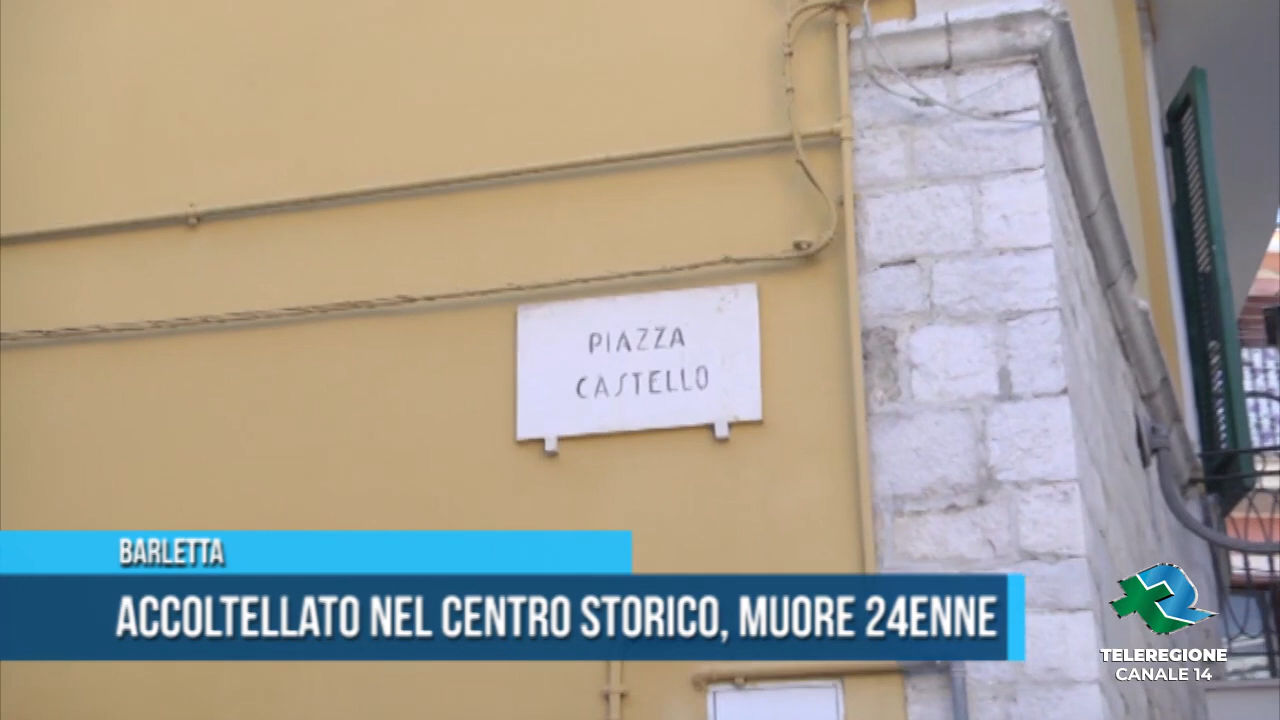 PIAZZA
CASTELLO
BARLETTA
ACCOLTELLATO NEL CENTRO STORICO, MUORE 24ENNE
TELEREGIONE
CANALE 14